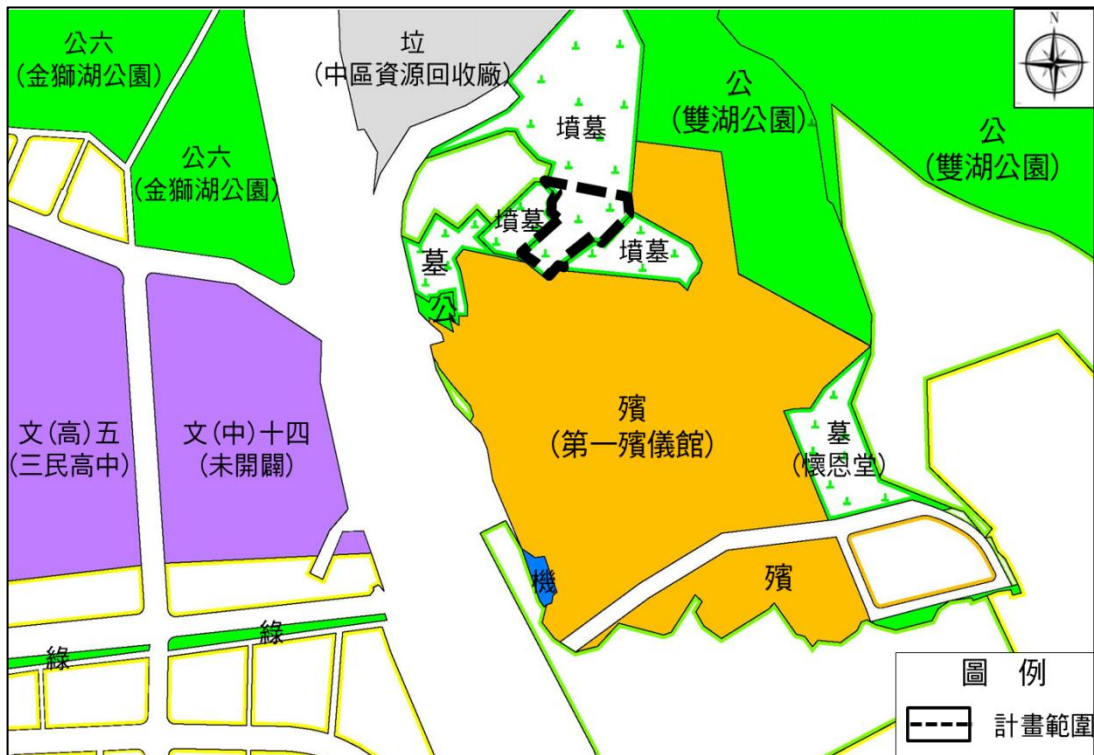 公六
(金獅湖公園)
垃
(中區資源回收廠)
N
公
(雙湖公園)
公
(雙湖公園)
公六
(金獅湖公園)
墳墓
墳墓
墳墓
墓
公
文(高)五
(三民高中)
文(中)十四
(未開闢)
殯
(第一殯儀館)
墓
(懷恩堂)
機
殯
綠
綠
圖 例
計畫範圍